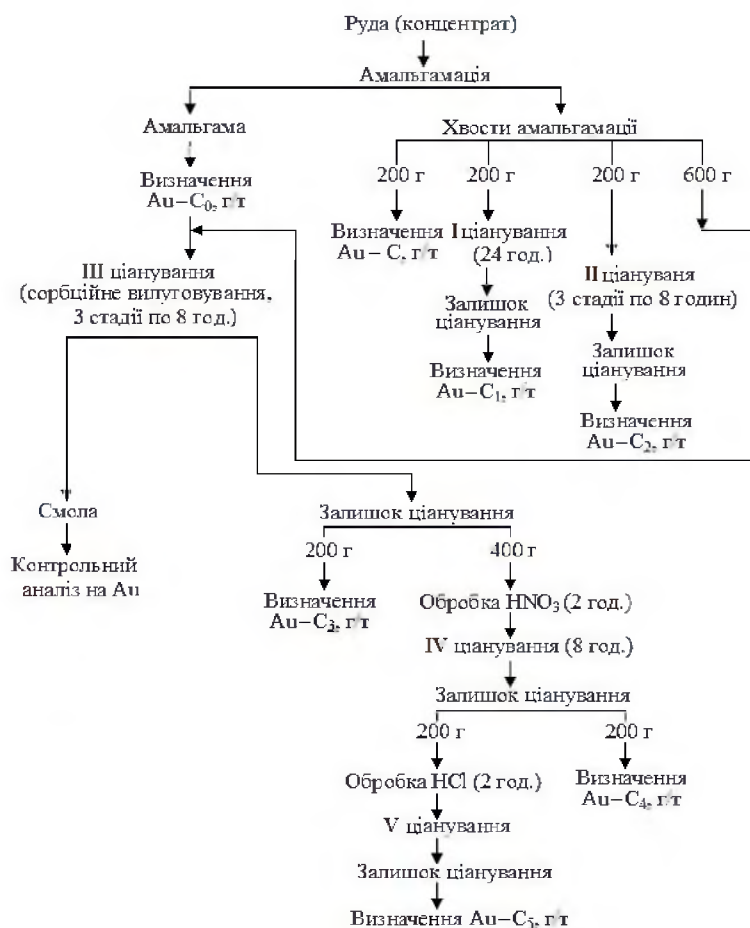 Руда (концентрат)
Амальгамація
Амальгама
Хвости амальгамації
200 г
200 г
200 г
600 г
Визначення
Au–C₀, г/т
Визначення
Au–C, г/т
I ціанування
(24 год.)
II ціануваня
(3 стадії по 8 годин)
III ціанування
(сорбційне вилуговування,
3 стадії по 8 год.)
Залишок
ціанування
Визначення
Au–C₁, г/т
Залишок
ціанування
Визначення
Au–C₂, г/т
Смола
Контрольний
аналіз на Au
Залишок ціанування
200 г
400 г
Визначення
Au–C₃, г/т
Обробка HNO₃ (2 год.)
IV ціанування (8 год.)
Залишок ціанування
200 г
200 г
Обробка HCl (2 год.)
Визначення
Au–C₄, г/т
V ціанування
Залишок ціанування
Визначення Au–C₅, г/т